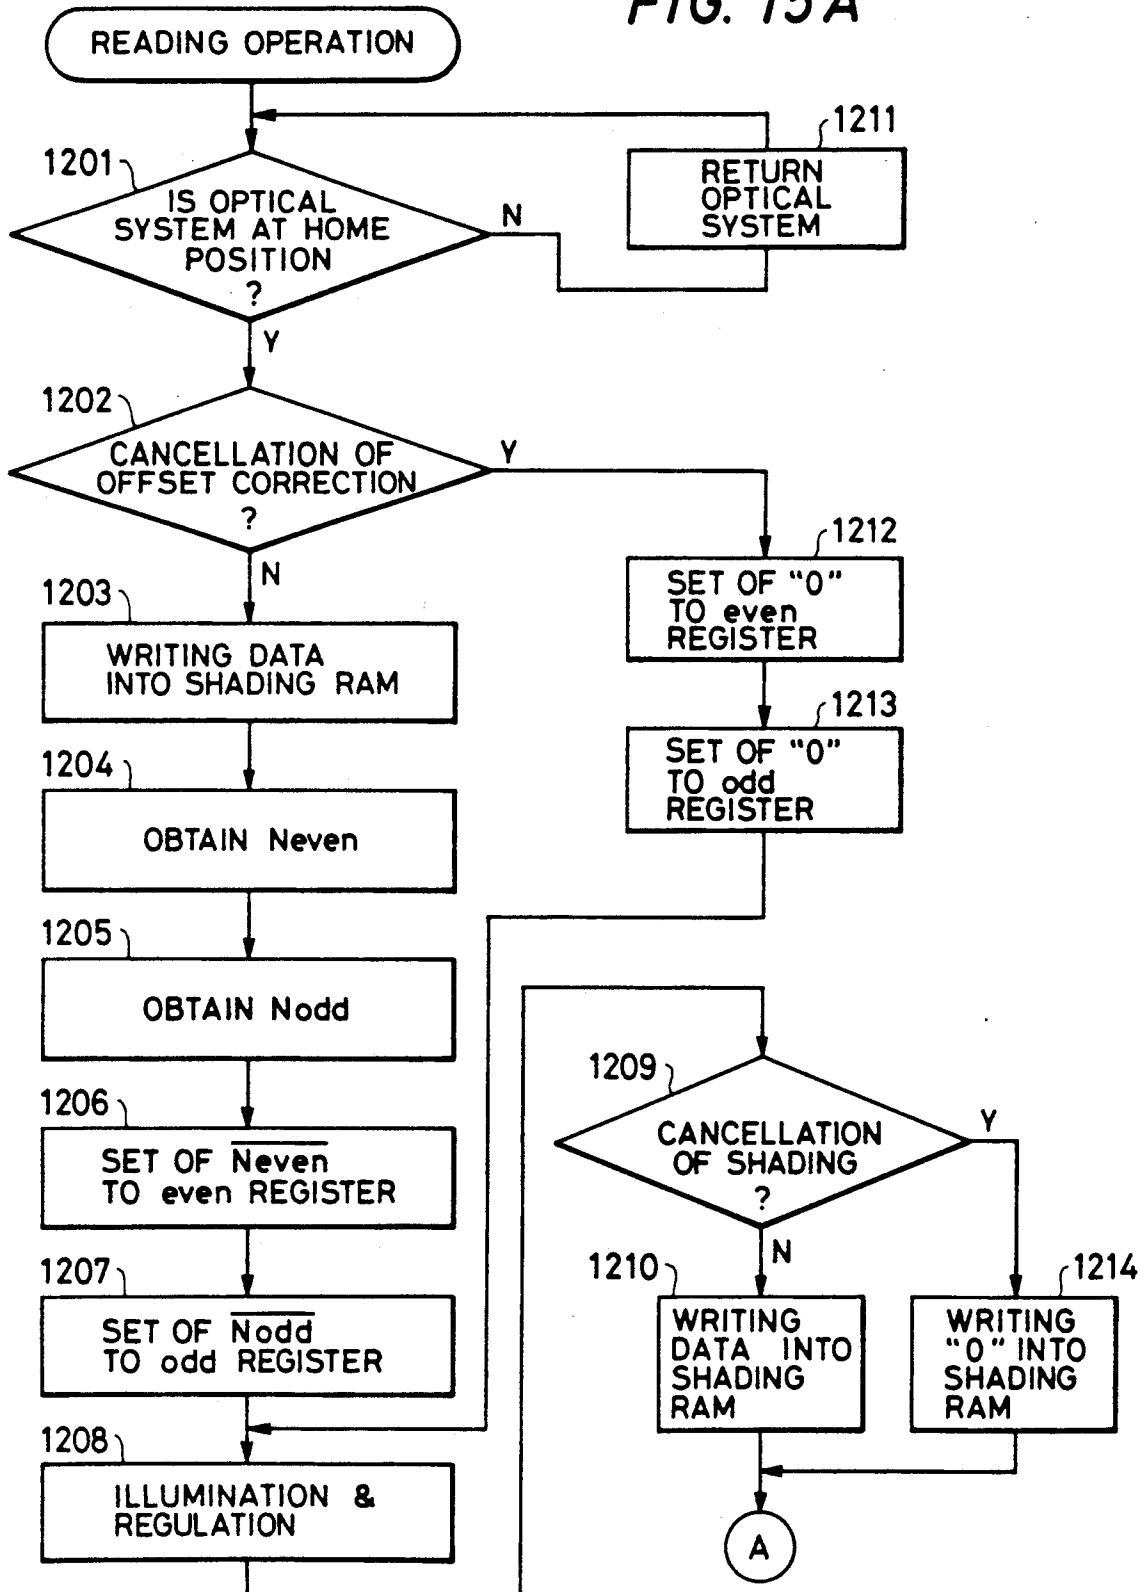 FIG. 15A
READING OPERATION
1211
RETURN
OPTICAL
SYSTEM
1201
IS OPTICAL
SYSTEM AT HOME
POSITION
?
N
Y
1202
CANCELLATION OF
OFFSET CORRECTION
?
Y
N
1212
SET OF "0"
TO even
REGISTER
1203
WRITING DATA
INTO SHADING RAM
1213
SET OF "0"
TO odd
REGISTER
1204
OBTAIN Neven
1205
OBTAIN Nodd
1206
SET OF N̅e̅v̅e̅n̅
TO even REGISTER
1207
SET OF N̅o̅d̅d̅
TO odd REGISTER
1208
ILLUMINATION &
REGULATION
1209
CANCELLATION
OF SHADING
?
Y
N
1210
WRITING
DATA INTO
SHADING
RAM
1214
WRITING
"0" INTO
SHADING
RAM
A